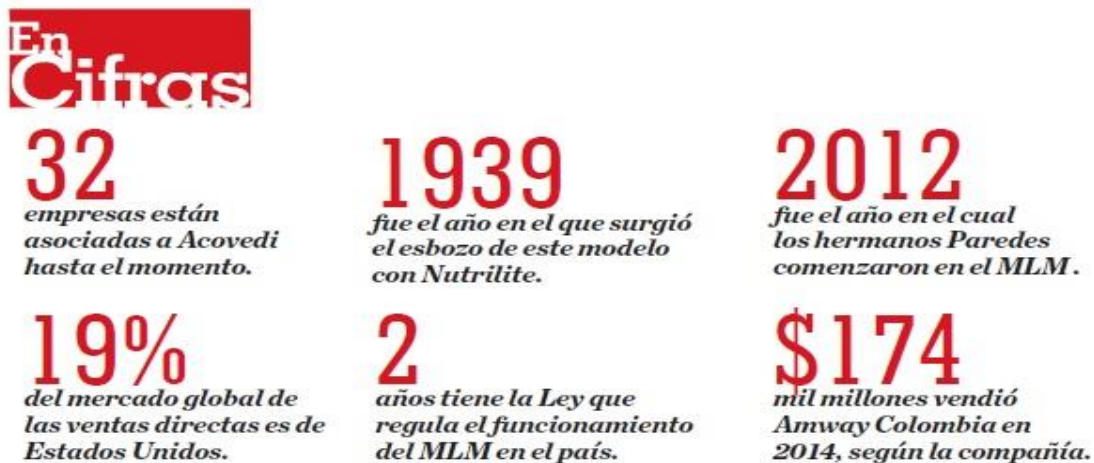 En
Cifras
32
empresas están
asociadas a Acovedi
hasta el momento.
1939
fue el año en el que surgió
el esbozo de este modelo
con Nutrilite.
2012
fue el año en el cual
los hermanos Paredes
comenzaron en el MLM .
19%
del mercado global de
las ventas directas es de
Estados Unidos.
2
años tiene la Ley que
regula el funcionamiento
del MLM en el país.
$174
mil millones vendió
Amway Colombia en
2014, según la compañía.